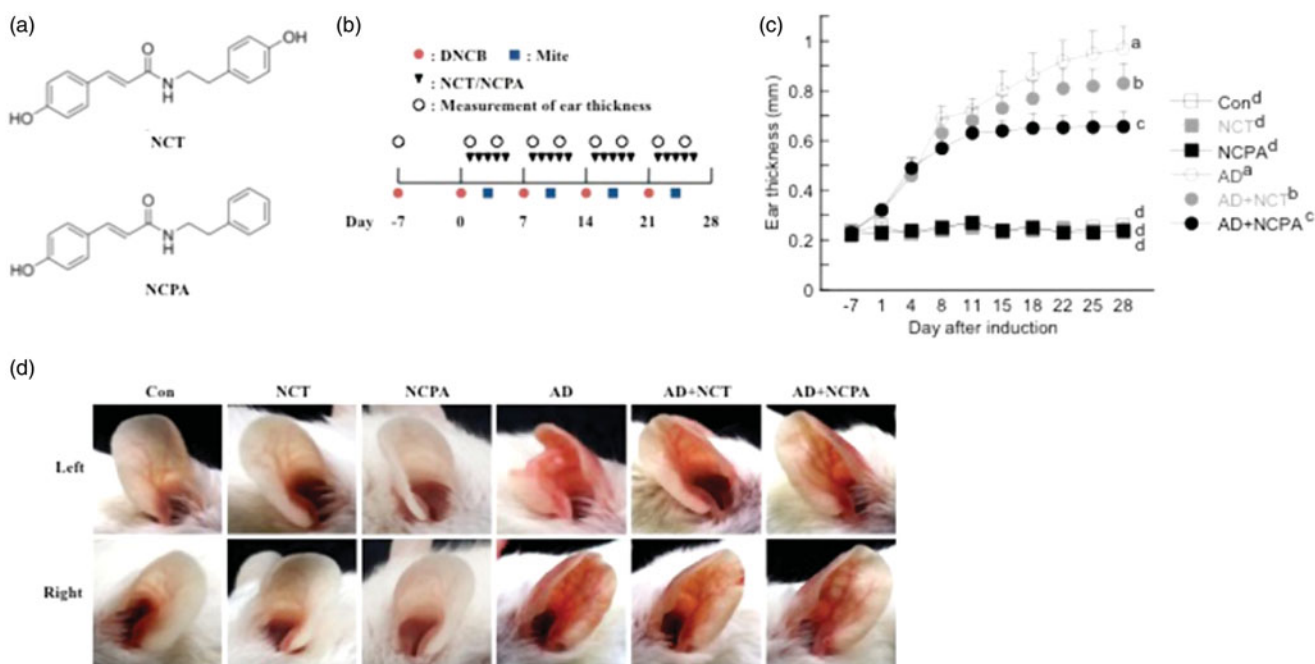 (a)
OH
O
N
H
HO
NCT
O
N
H
HO
NCPA
(b)
: DNCB : Mite
: NCT/NCPA
: Measurement of ear thickness
Day -7 0 7 14 21 28
(c)
Ear thickness (mm)
1
0.8
0.6
0.4
0.2
0
-7 1 4 8 11 15 18 22 25 28
Day after induction
a
b
c
d
d
d
Con^d
NCT^d
NCPA^d
AD^a
AD+NCT^b
AD+NCPA^c
(d)
Con NCT NCPA AD AD+NCT AD+NCPA
Left
Right